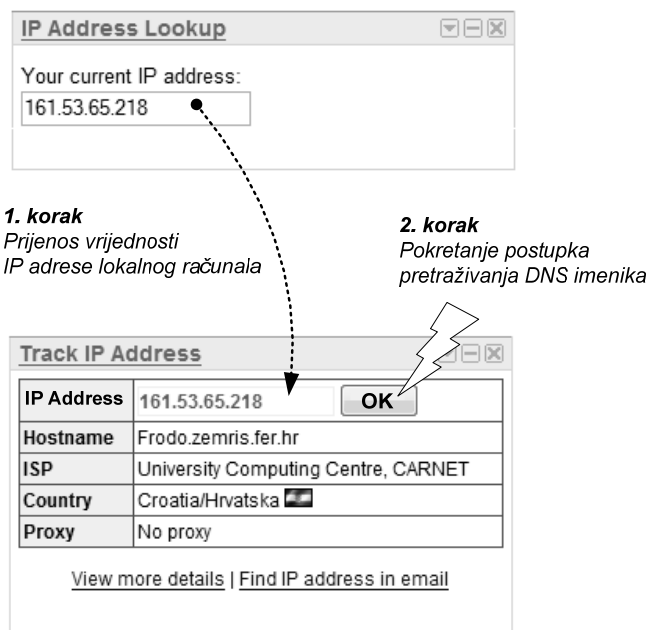 IP Address Lookup
Your current IP address:
161.53.65.218
1. korak
Prijenos vrijednosti
IP adrese lokalnog računala
2. korak
Pokretanje postupka
pretraživanja DNS imenika
Track IP Address
IP Address 161.53.65.218 OK
Hostname Frodo.zemris.fer.hr
ISP University Computing Centre, CARNET
Country Croatia/Hrvatska
Proxy No proxy
View more details | Find IP address in email